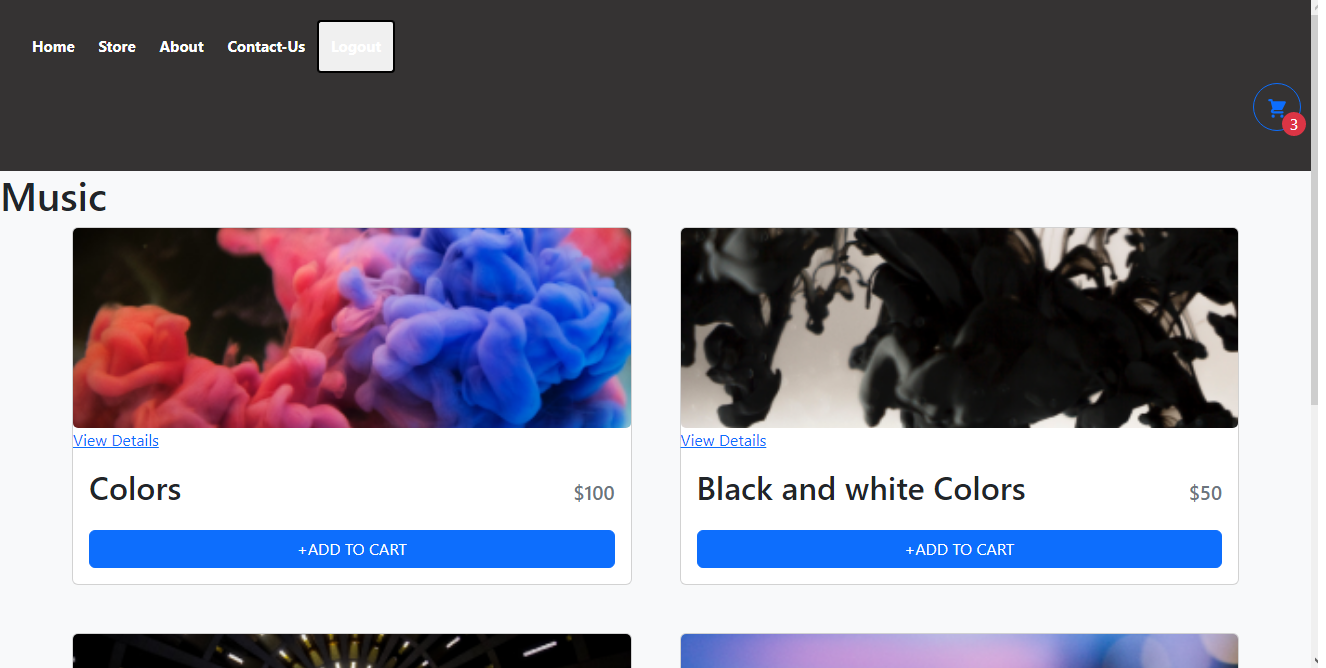 Home Store About Contact-Us Logout
3
Music
View Details
View Details
Colors $100
Black and white Colors $50
+ADD TO CART
+ADD TO CART